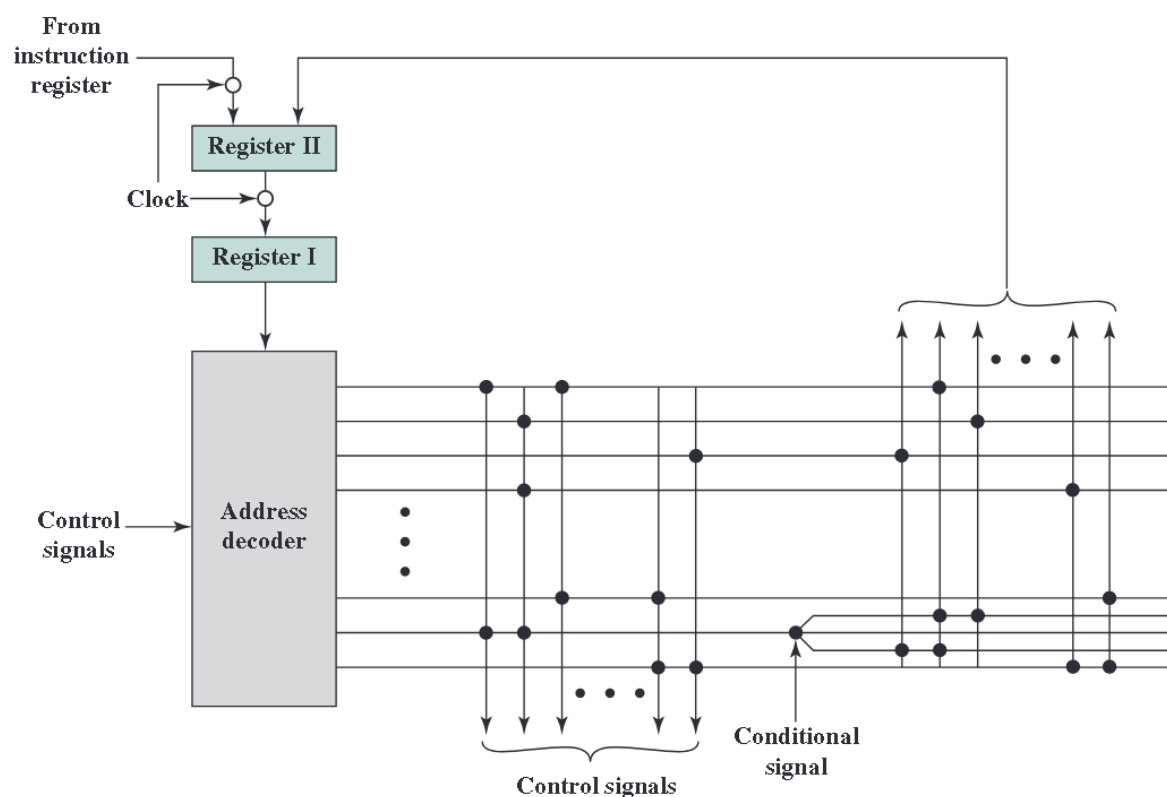 From
instruction
register
Register II
Clock
Register I
Control
signals
Address
decoder
Conditional
signal
Control signals